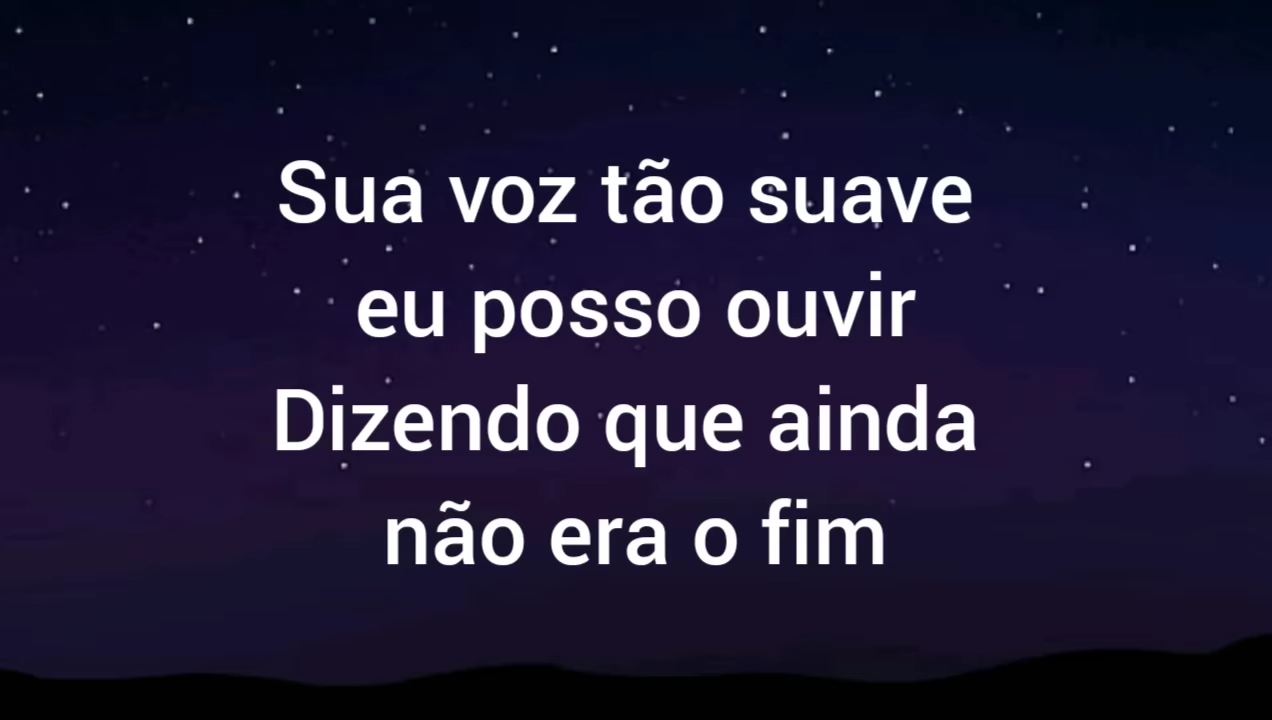 Sua voz tão suave
eu posso ouvir
Dizendo que ainda
não era o fim